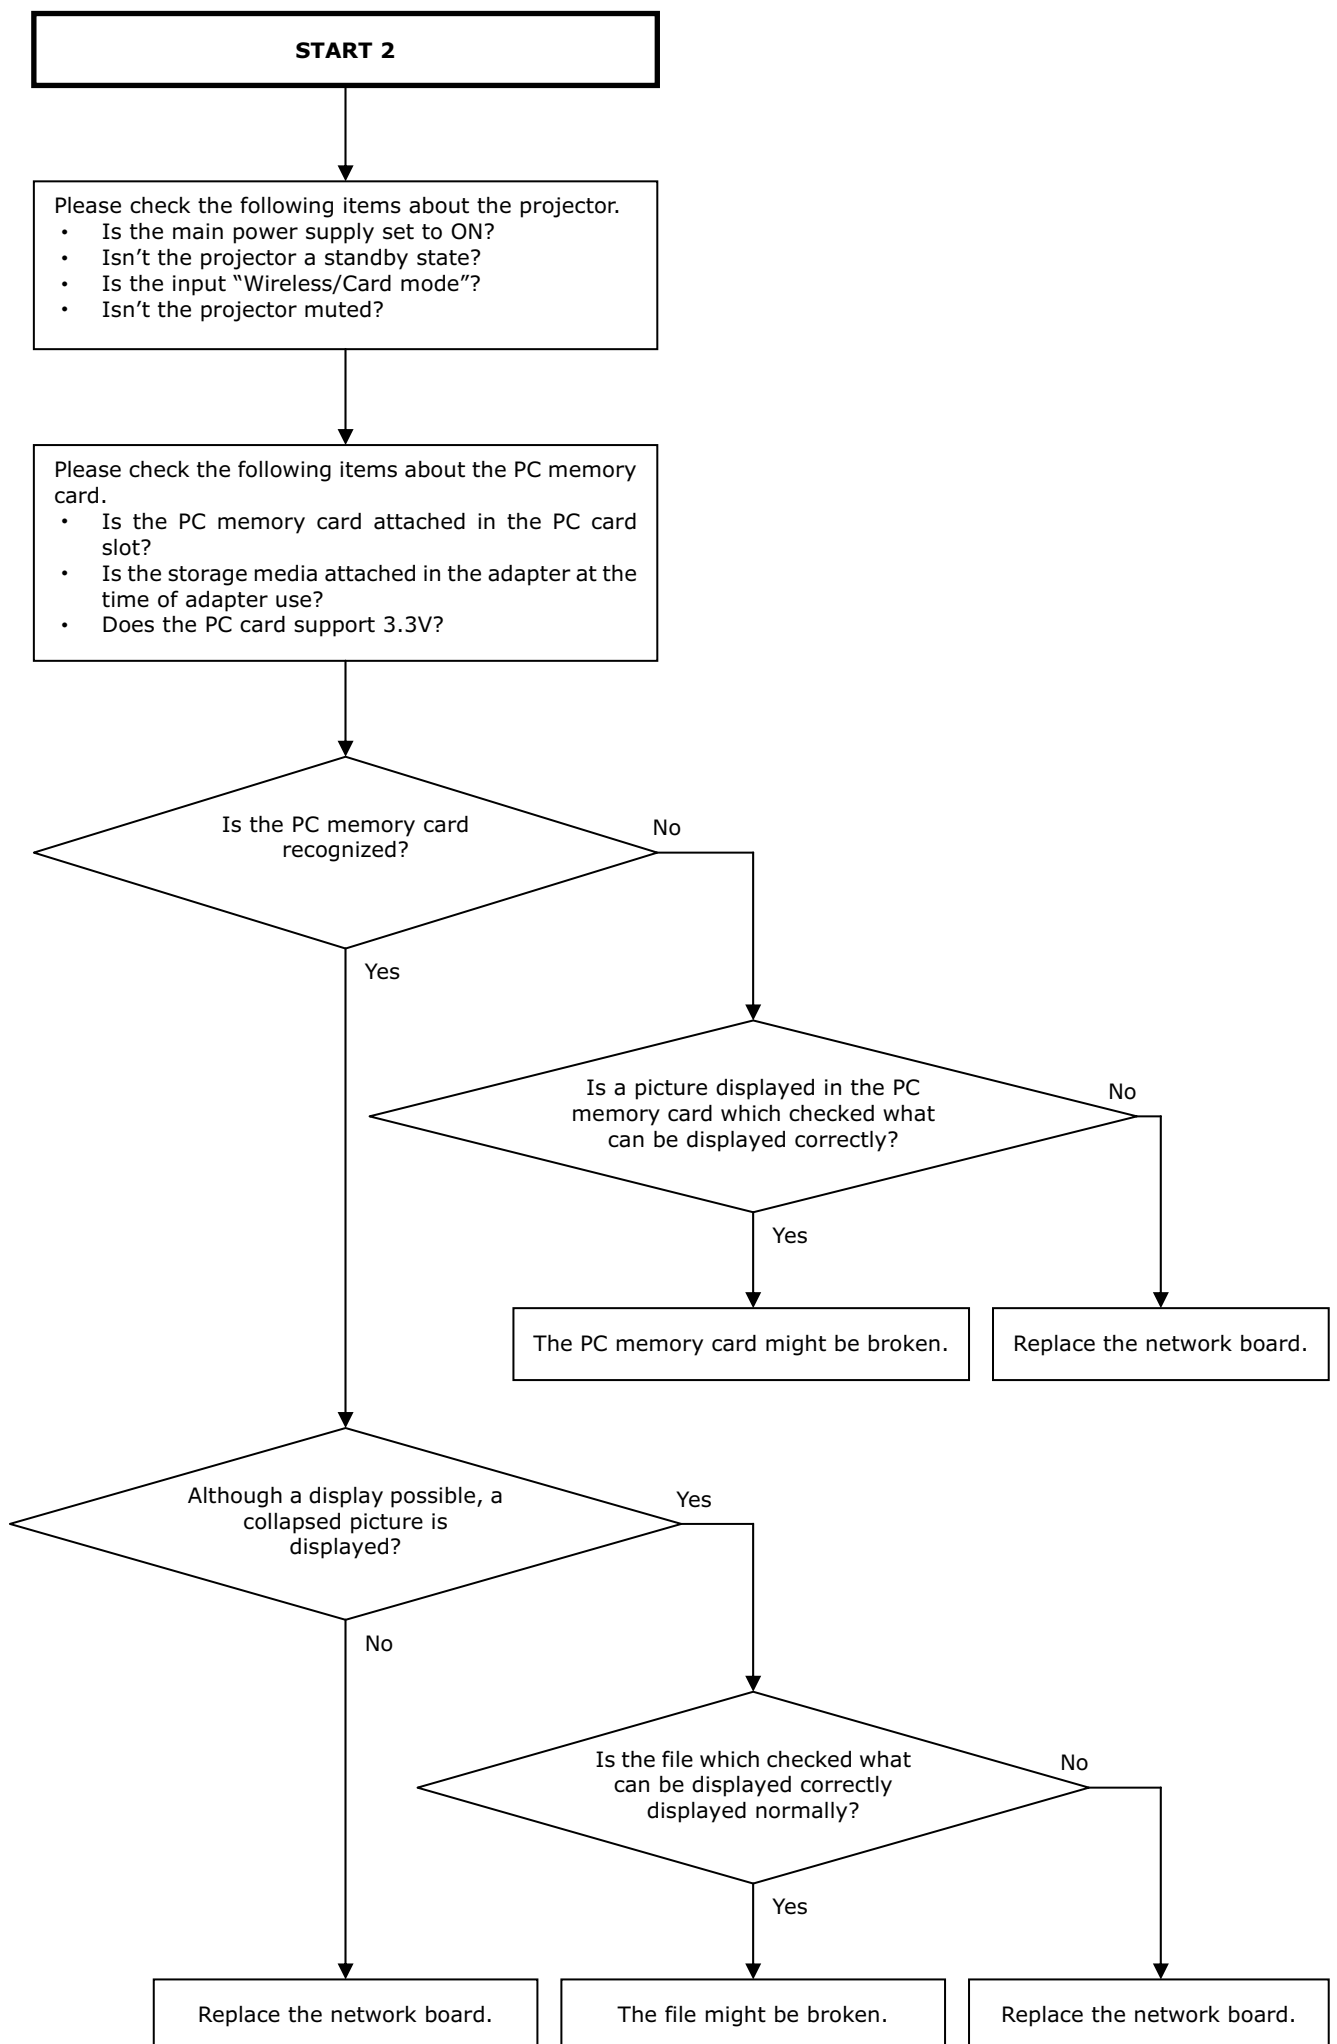 START 2
Please check the following items about the projector.
• Is the main power supply set to ON?
• Isn’t the projector a standby state?
• Is the input “Wireless/Card mode”?
• Isn’t the projector muted?
Please check the following items about the PC memory
card.
• Is the PC memory card attached in the PC card
slot?
• Is the storage media attached in the adapter at the
time of adapter use?
• Does the PC card support 3.3V?
Is the PC memory card
recognized?
No
Yes
Is a picture displayed in the PC
memory card which checked what
can be displayed correctly?
No
Yes
The PC memory card might be broken.
Replace the network board.
Although a display possible, a
collapsed picture is
displayed?
Yes
No
Is the file which checked what
can be displayed correctly
displayed normally?
No
Yes
Replace the network board.
The file might be broken.
Replace the network board.